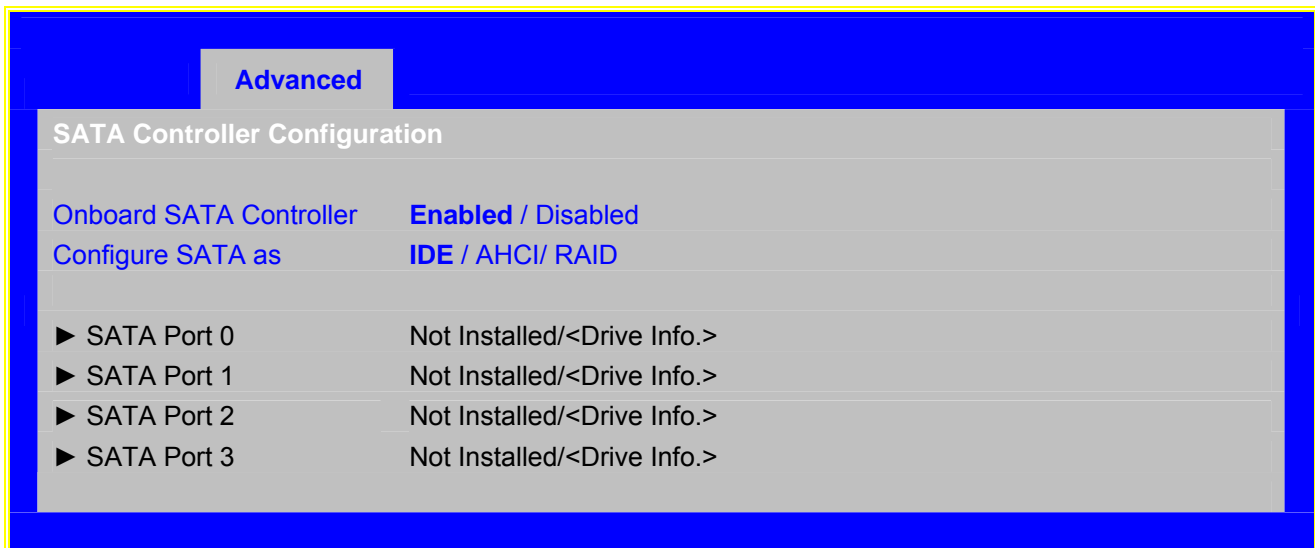 Advanced
SATA Controller Configuration
Onboard SATA Controller Enabled / Disabled
Configure SATA as IDE / AHCI/ RAID
► SATA Port 0 Not Installed/<Drive Info.>
► SATA Port 1 Not Installed/<Drive Info.>
► SATA Port 2 Not Installed/<Drive Info.>
► SATA Port 3 Not Installed/<Drive Info.>